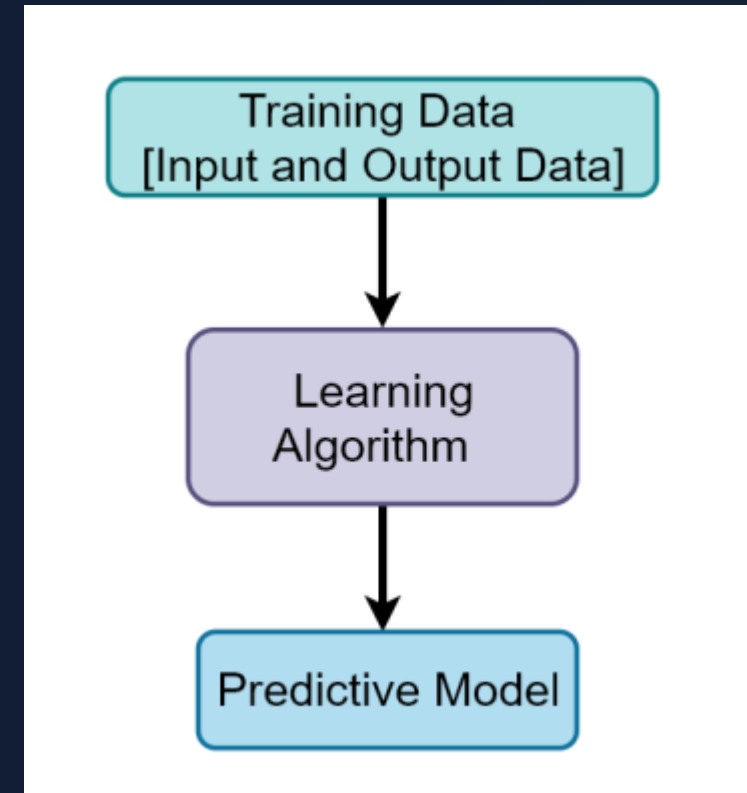 Training Data
[Input and Output Data]
Learning
Algorithm
Predictive Model